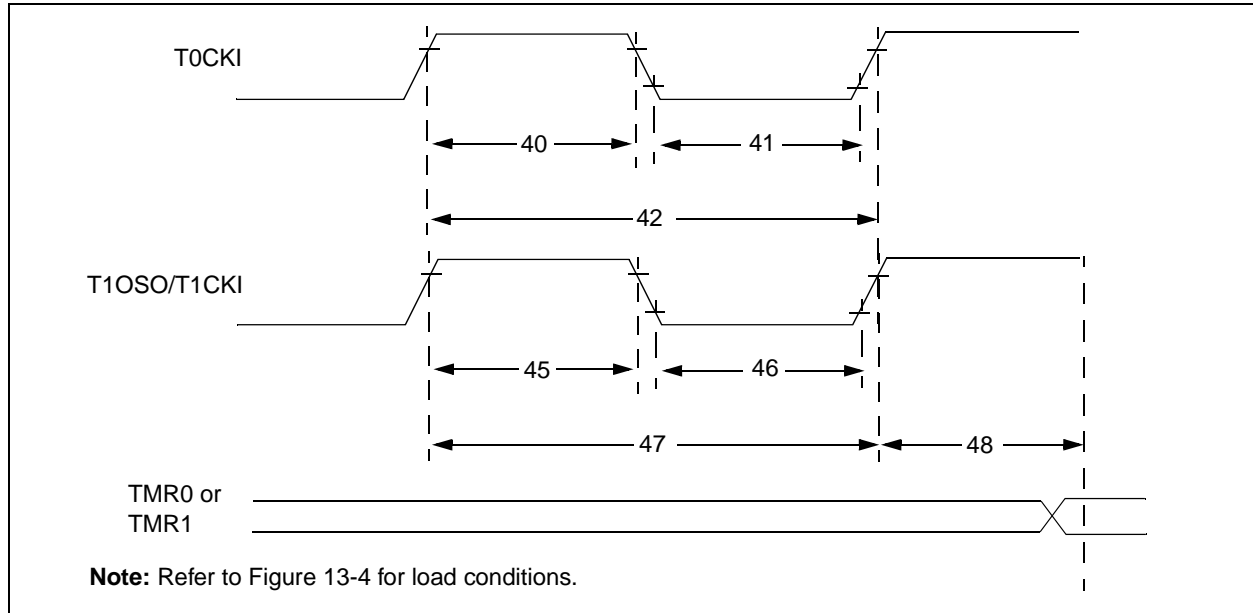 T0CKI
40
41
42
T1OSO/T1CKI
45
46
47
48
TMR0 or
TMR1
Note: Refer to Figure 13-4 for load conditions.